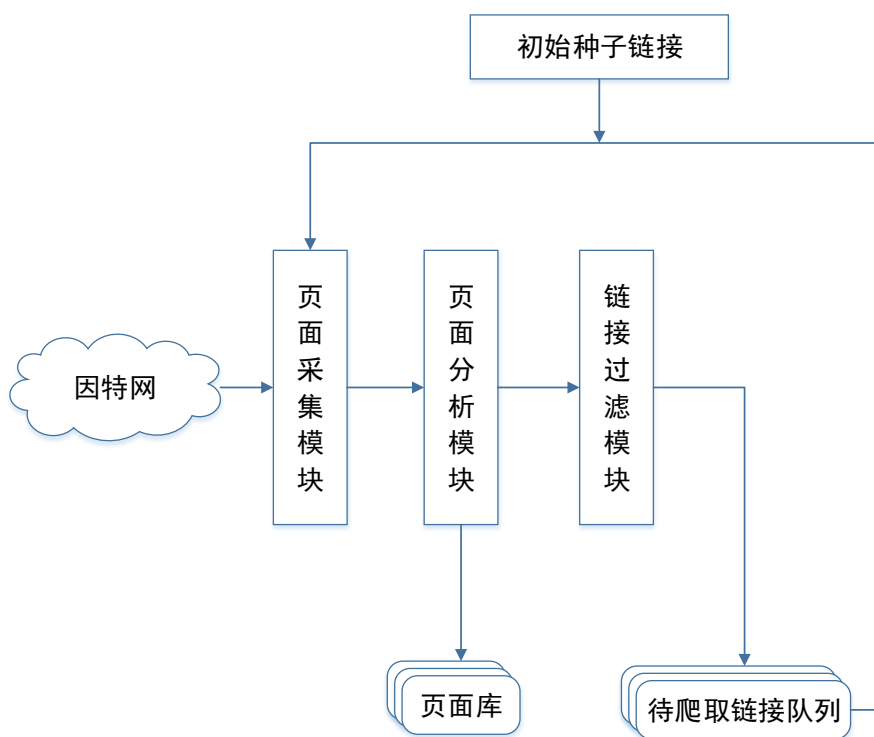 初始种子链接
因特网
页面采集模块
页面分析模块
链接过滤模块
页面库
待爬取链接队列